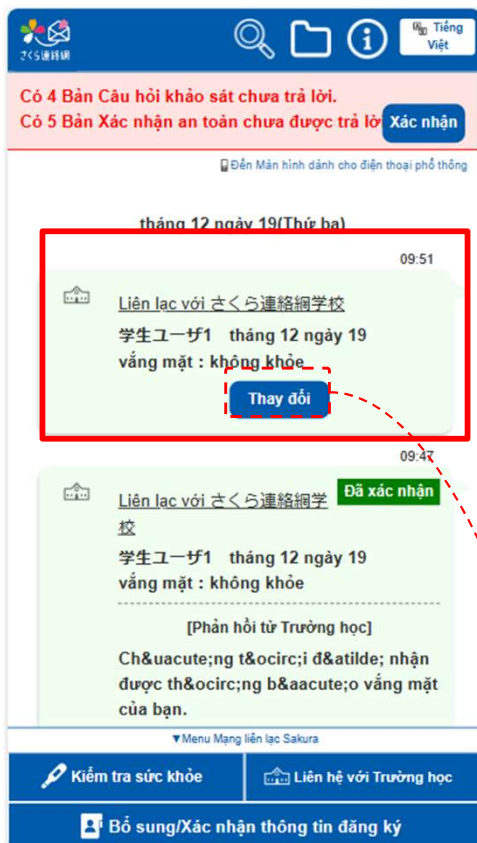 さくら連絡網
Tiếng
Việt
Có 4 Bản Câu hỏi khảo sát chưa trả lời.
Có 5 Bản Xác nhận an toàn chưa được trả lờ
Xác nhận
Đến Màn hình dành cho điện thoại phổ thông
tháng 12 ngày 19(Thứ ba)
09:51
Liên lạc với さくら連絡網学校
学生ユーザ1 tháng 12 ngày 19
vắng mặt : không khỏe
Thay đổi
09:47
Đã xác nhận
Liên lạc với さくら連絡網学
校
学生ユーザ1 tháng 12 ngày 19
vắng mặt : không khỏe
[Phản hồi từ Trường học]
Ch&uacute;ng t&ocirc;i đ&atilde; nhận
được th&ocirc;ng b&aacute;o vắng mặt
của bạn.
▼Menu Mạng liên lạc Sakura
Kiểm tra sức khỏe
Liên hệ với Trường học
Bổ sung/Xác nhận thông tin đăng ký